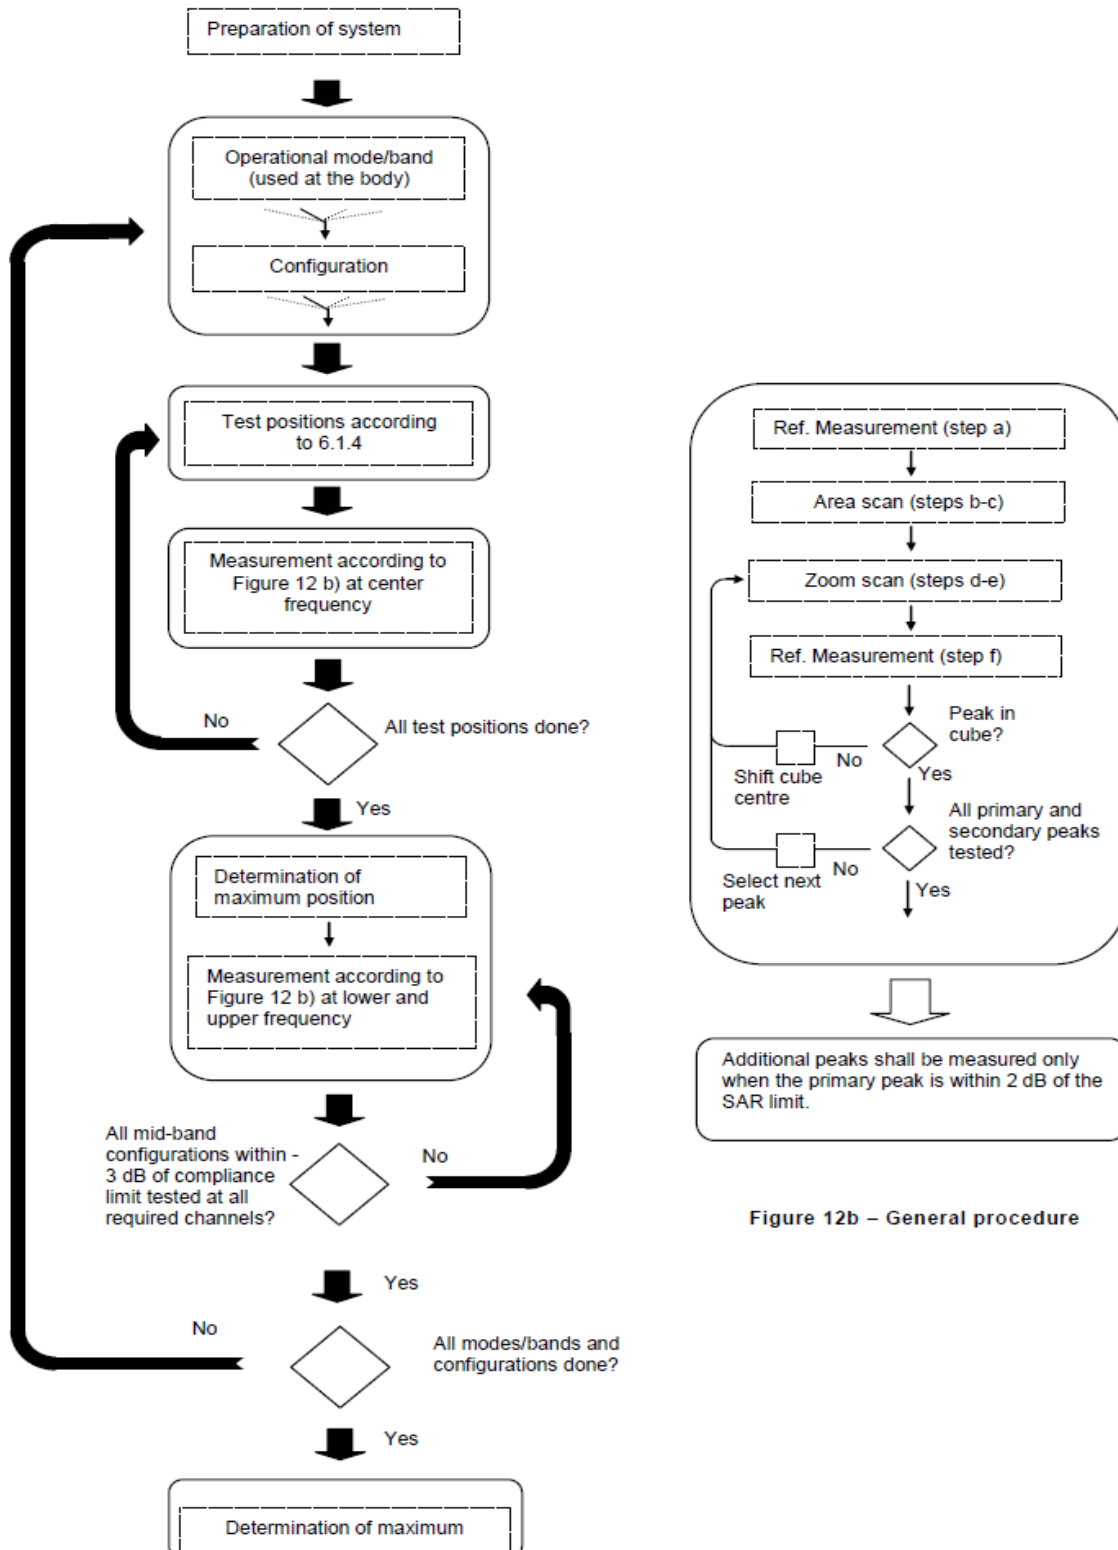 Preparation of system
Operational mode/band
(used at the body)
Configuration
Test positions according
to 6.1.4
Measurement according to
Figure 12 b) at center
frequency
No
All test positions done?
Yes
Determination of
maximum position
Measurement according to
Figure 12 b) at lower and
upper frequency
All mid-band
configurations within -
3 dB of compliance
limit tested at all
required channels?
No
Yes
No
All modes/bands and
configurations done?
Yes
Determination of maximum
Ref. Measurement (step a)
Area scan (steps b-c)
Zoom scan (steps d-e)
Ref. Measurement (step f)
Peak in
cube?
No
Shift cube
centre
Yes
All primary and
secondary peaks
tested?
No
Select next
peak
Yes
Additional peaks shall be measured only
when the primary peak is within 2 dB of the
SAR limit.
Figure 12b – General procedure